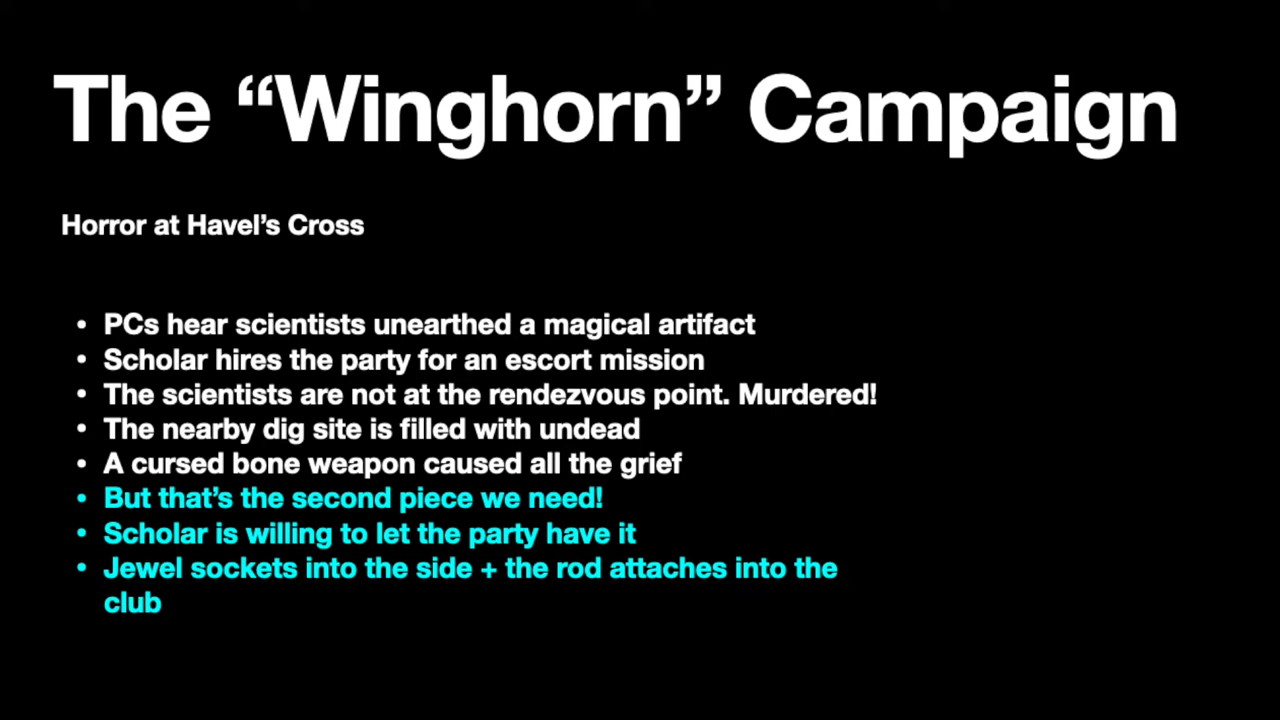 The “Winghorn” Campaign
Horror at Havel’s Cross
• PCs hear scientists unearthed a magical artifact
• Scholar hires the party for an escort mission
• The scientists are not at the rendezvous point. Murdered!
• The nearby dig site is filled with undead
• A cursed bone weapon caused all the grief
• But that’s the second piece we need!
• Scholar is willing to let the party have it
• Jewel sockets into the side + the rod attaches into the
club